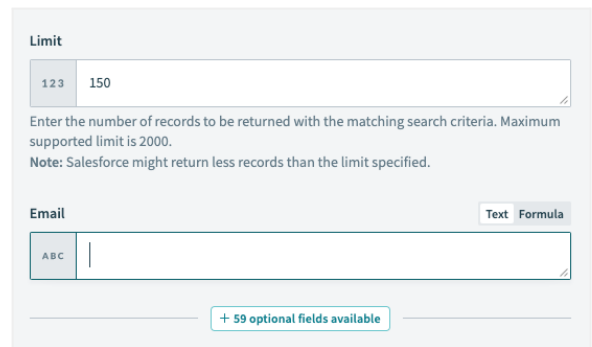 Limit
123 150
Enter the number of records to be returned with the matching search criteria. Maximum
supported limit is 2000.
Note: Salesforce might return less records than the limit specified.
Email Text Formula
ABC
+ 59 optional fields available